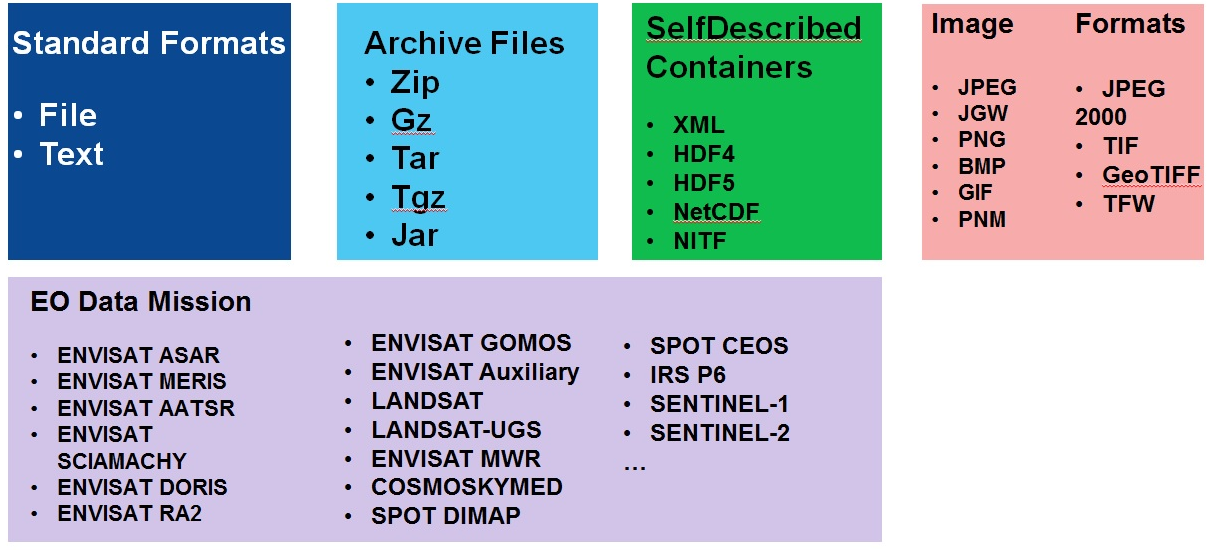 Standard Formats
• File
• Text
Archive Files
• Zip
• Gz
• Tar
• Tgz
• Jar
SelfDescribed
Containers
• XML
• HDF4
• HDF5
• NetCDF
• NITF
Image Formats
• JPEG
• JGW
• PNG
• BMP
• GIF
• PNM
• JPEG
2000
• TIF
• GeoTIFF
• TFW
EO Data Mission
• ENVISAT ASAR
• ENVISAT MERIS
• ENVISAT AATSR
• ENVISAT
SCIAMACHY
• ENVISAT DORIS
• ENVISAT RA2
• ENVISAT GOMOS
• ENVISAT Auxiliary
• LANDSAT
• LANDSAT-UGS
• ENVISAT MWR
• COSMOSKYMED
• SPOT DIMAP
• SPOT CEOS
• IRS P6
• SENTINEL-1
• SENTINEL-2
...